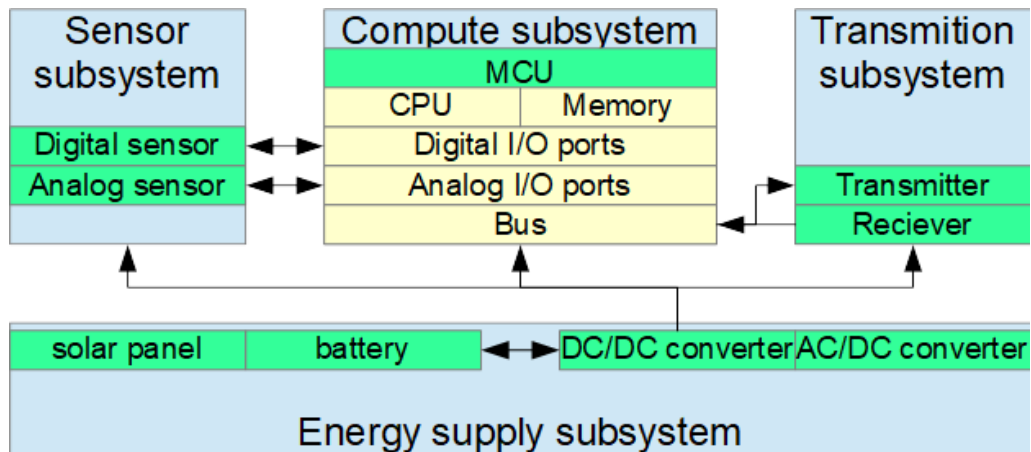 Sensor
subsystem
Digital sensor
Analog sensor
Compute subsystem
MCU
CPU
Memory
Digital I/O ports
Analog I/O ports
Bus
Transmition
subsystem
Transmitter
Reciever
solar panel
battery
DC/DC converter
AC/DC converter
Energy supply subsystem